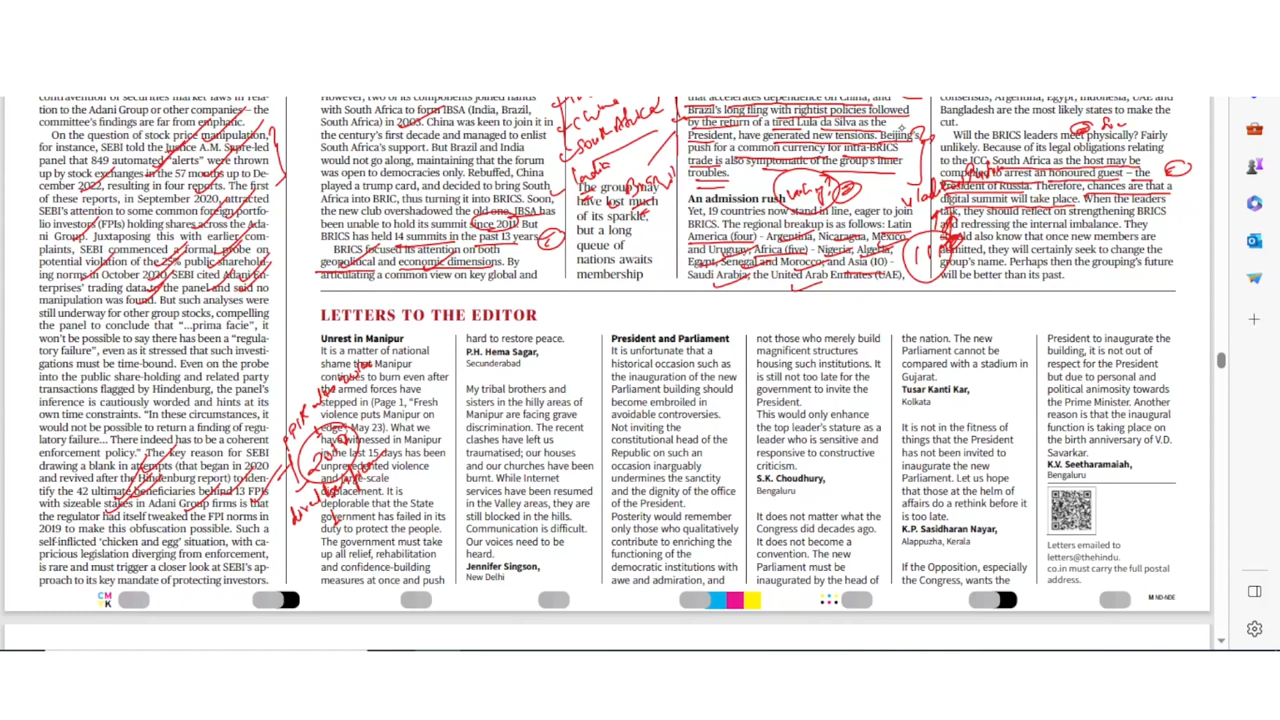 contravention of securities market laws in rela-
tion to the Adani Group or other companies – the
committee's findings are far from emphatic.
On the question of stock price manipulation,
for instance, SEBI told the Justice A.M. Sapre-led
panel that 849 automated "alerts" were thrown
up by stock exchanges in the 57 months up to De-
cember 2022, resulting in four reports. The first
of these reports, in September 2020, attracted
SEBI's attention to some common foreign portfo-
lio investors (FPIs) holding shares across the Ada-
ni Group. Juxtaposing this with earlier com-
plaints, SEBI commenced a formal probe on
potential violation of the 25% public sharehold-
ing norms in October 2020. SEBI cited Adani En-
terprises' trading data to the panel and said no
manipulation was found. But such analyses were
still underway for other group stocks, compelling
the panel to conclude that "...prima facie", it
won't be possible to say there has been a "regula-
tory failure", even as it stressed that such investi-
gations must be time-bound. Even on the probe
into the public share-holding and related party
transactions flagged by Hindenburg, the panel's
inference is cautiously worded and hints at its
own time constraints. "In these circumstances, it
would not be possible to return a finding of regu-
latory failure... There indeed has to be a coherent
enforcement policy." The key reason for SEBI
drawing a blank in attempts (that began in 2020
and revived after the Hindenburg report) to iden-
tify the 42 ultimate beneficiaries behind 13 FPIs
with sizeable stakes in Adani Group firms is that
the regulator had itself tweaked the FPI norms in
2019 to make this obfuscation possible. Such a
self-inflicted 'chicken and egg' situation, with ca-
pricious legislation diverging from enforcement,
is rare and must trigger a closer look at SEBI's ap-
proach to its key mandate of protecting investors.
However, two of its components joined hands
with South Africa to form IBSA (India, Brazil,
South Africa) in 2003. China was keen to join it in
the century's first decade and managed to enlist
South Africa's support. But Brazil and India
would not go along, maintaining that the forum
was open to democracies only. Rebuffed, China
played a trump card, and decided to bring South
Africa into BRIC, thus turning it into BRICS. Soon,
the new club overshadowed the old one. IBSA has
been unable to hold its summit since 2011. But
BRICS has held 14 summits in the past 13 years.
BRICS focused its attention on both
geopolitical and economic dimensions. By
articulating a common view on key global and
South Africa
India
Brazil
The group may
have lost much
of its sparkle,
but a long
queue of
nations awaits
membership
that accelerates dependence on China, and
Brazil's long fling with rightist policies followed
by the return of a tired Lula da Silva as the
President, have generated new tensions. Beijing's
push for a common currency for intra-BRICS
trade is also symptomatic of the group's inner
troubles.
An admission rush
Yet, 19 countries now stand in line, eager to join
BRICS. The regional breakup is as follows: Latin
America (four) - Argentina, Nicaragua, Mexico
and Uruguay, Africa (five) - Nigeria, Algeria,
Egypt, Senegal and Morocco, and Asia (10) -
Saudi Arabia, the United Arab Emirates (UAE),
consensus, Argentina, Egypt, Indonesia, UAE and
Bangladesh are the most likely states to make the
cut.
Will the BRICS leaders meet physically? Fairly
unlikely. Because of its legal obligations relating
to the ICC, South Africa as the host may be
compelled to arrest an honoured guest – the
President of Russia. Therefore, chances are that a
digital summit will take place. When the leaders
talk, they should reflect on strengthening BRICS
and redressing the internal imbalance. They
should also know that once new members are
admitted, they will certainly seek to change the
group's name. Perhaps then the grouping's future
will be better than its past.
LETTERS TO THE EDITOR
Unrest in Manipur
It is a matter of national
shame that Manipur
continues to burn even after
the armed forces have
stepped in (Page 1, "Fresh
violence puts Manipur on
edge", May 23). What we
have witnessed in Manipur
in the last 15 days has been
unprecedented violence
and large-scale
displacement. It is
deplorable that the State
government has failed in its
duty to protect the people.
The government must take
up all relief, rehabilitation
and confidence-building
measures at once and push
2019
hard to restore peace.
P.H. Hema Sagar,
Secunderabad
My tribal brothers and
sisters in the hilly areas of
Manipur are facing grave
discrimination. The recent
clashes have left us
traumatised; our houses
and our churches have been
burnt. While Internet
services have been resumed
in the Valley areas, they are
still blocked in the hills.
Communication is difficult.
Our voices need to be
heard.
Jennifer Singson,
New Delhi
President and Parliament
It is unfortunate that a
historical occasion such as
the inauguration of the new
Parliament building should
become embroiled in
avoidable controversies.
Not inviting the
constitutional head of the
Republic on such an
occasion inarguably
undermines the sanctity
and the dignity of the office
of the President.
Posterity would remember
only those who qualitatively
contribute to enriching the
functioning of the
democratic institutions with
awe and admiration, and
not those who merely build
magnificent structures
housing such institutions. It
is still not too late for the
government to invite the
President.
This would only enhance
the top leader's stature as a
leader who is sensitive and
responsive to constructive
criticism.
S.K. Choudhury,
Bengaluru
It does not matter what the
Congress did decades ago.
It does not become a
convention. The new
Parliament must be
inaugurated by the head of
the nation. The new
Parliament cannot be
compared with a stadium in
Gujarat.
Tusar Kanti Kar,
Kolkata
It is not in the fitness of
things that the President
has not been invited to
inaugurate the new
Parliament. Let us hope
that those at the helm of
affairs do a rethink before it
is too late.
K.P. Sasidharan Nayar,
Alappuzha, Kerala
If the Opposition, especially
the Congress, wants the
President to inaugurate the
building, it is not out of
respect for the President
but due to personal and
political animosity towards
the Prime Minister. Another
reason is that the inaugural
function is taking place on
the birth anniversary of V.D.
Savarkar.
K.V. Seetharamaiah,
Bengaluru
Letters emailed to
letters@thehindu.
co.in must carry the full postal
address.
CM
YK
M ND-NDE